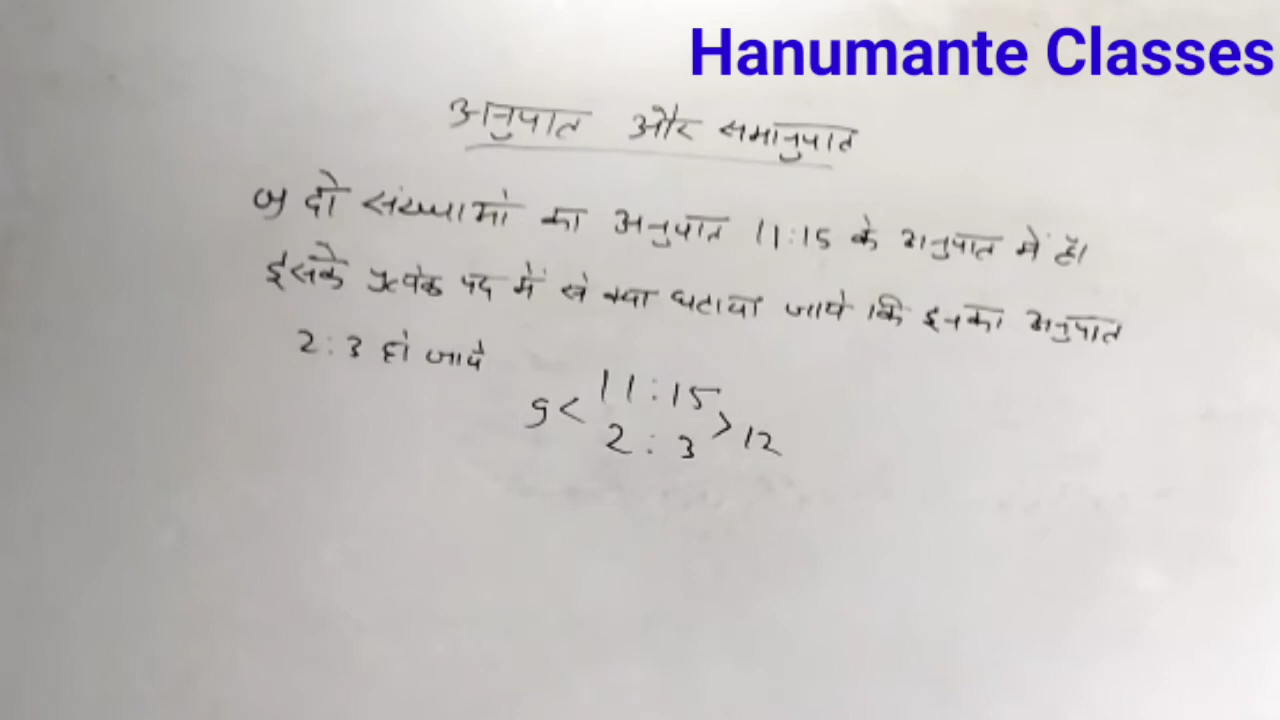 Hanumante Classes
अनुपात और समानुपात
Q दो संख्याओं का अनुपात 11:15 के अनुपात में है।
इसके प्रत्येक पद में से क्या घटाया जाये कि इनका अनुपात
2:3 हो जाये
11:15
9< >12
2:3